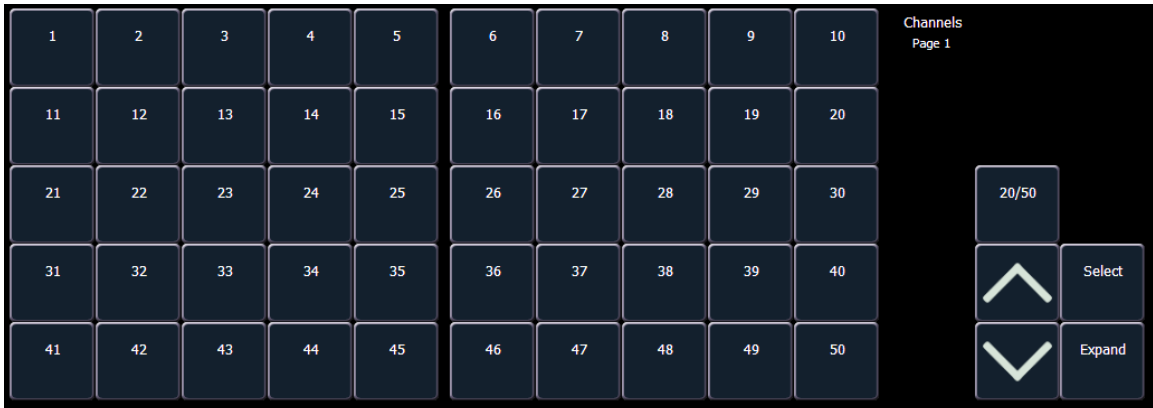 1 2 3 4 5 6 7 8 9 10 Channels
Page 1
11 12 13 14 15 16 17 18 19 20
21 22 23 24 25 26 27 28 29 30 20/50
31 32 33 34 35 36 37 38 39 40 Select
41 42 43 44 45 46 47 48 49 50 Expand